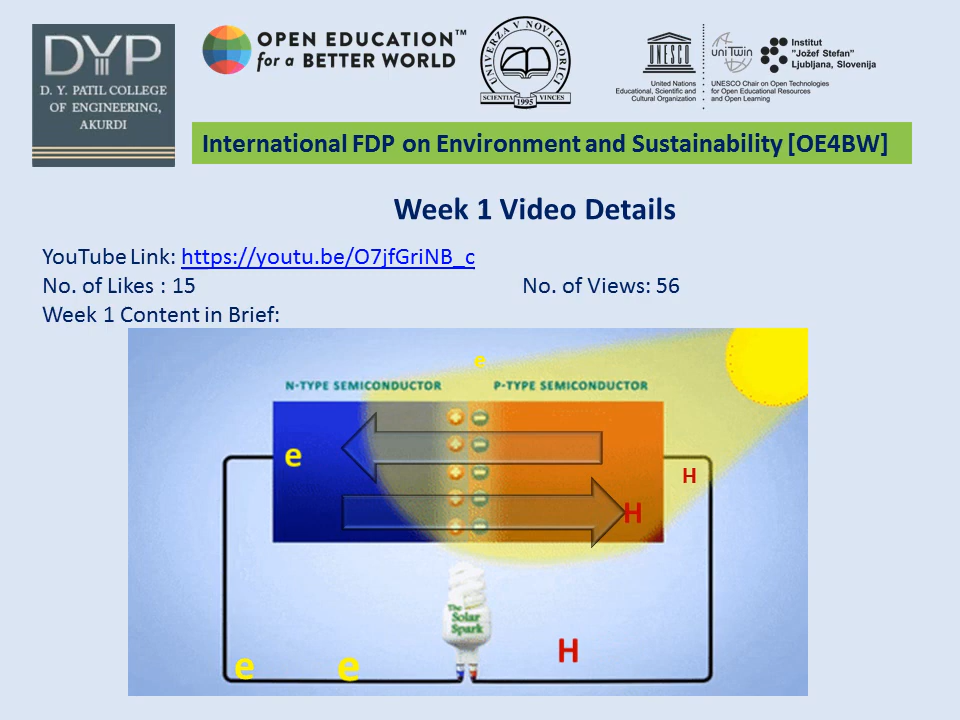 DYP
D. Y. PATIL COLLEGE
OF ENGINEERING,
AKURDI
OPEN EDUCATION™
for a BETTER WORLD
UNIVERZA V NOVI GORICI
SCIENTIA VINCES
1995
UNESCO
United Nations
Educational, Scientific and
Cultural Organization
uniTwin
Institut
"Jožef Stefan"
Ljubljana, Slovenija
UNESCO Chair on Open Technologies
for Open Educational Resources
and Open Learning
International FDP on Environment and Sustainability [OE4BW]
Week 1 Video Details
YouTube Link: https://youtu.be/O7jfGriNB_c
No. of Likes : 15 No. of Views: 56
Week 1 Content in Brief:
e
N-TYPE SEMICONDUCTOR P-TYPE SEMICONDUCTOR
e
H
H
The
Solar
Spark
H
e e